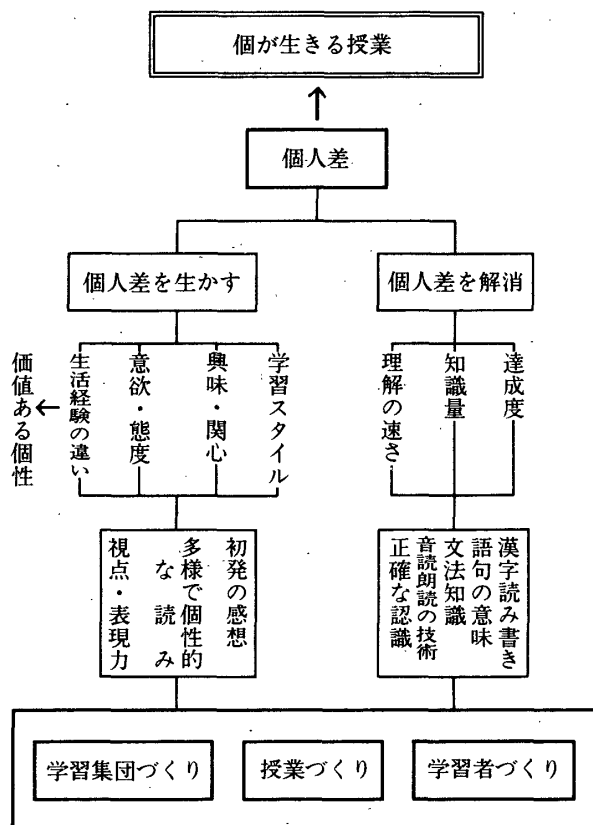 個が生きる授業
↑
個人差
個人差を生かす
個人差を解消
学習スタイル
興味・関心
意欲・態度
生活経験の違い
←
価値ある個性
達成度
知識量
理解の速さ
初発の感想
多様で個性的
な読み
視点・表現力
漢字読み書き
語句の意味
文法知識
音読朗読の技術
正確な認識
学習集団づくり
授業づくり
学習者づくり